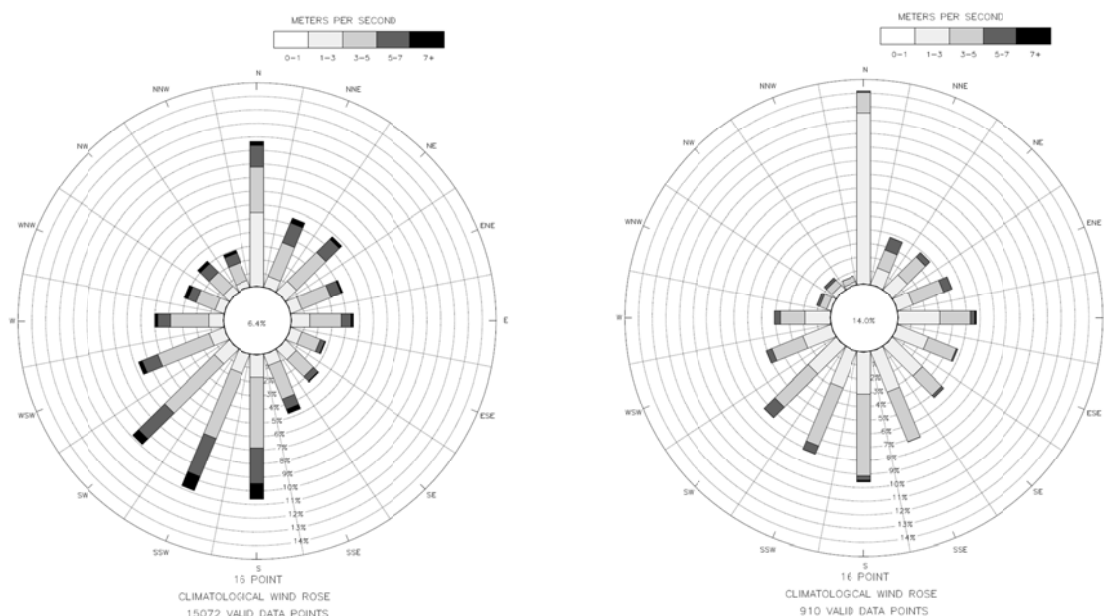 METERS PER SECOND
0-1 1-3 3-5 5-7 7+
N
NNW NNE
NW NE
WNW ENE
W E
6.4%
WSW ESE
SW SE
SSW SSE
S
2%
3%
4%
5%
6%
7%
8%
9%
10%
11%
12%
13%
14%
16 POINT
CLIMATOLOGICAL WIND ROSE
15072 VALID DATA POINTS
METERS PER SECOND
0-1 1-3 3-5 5-7 7+
N
NNW NNE
NW NE
WNW ENE
W E
14.0%
WSW ESE
SW SE
SSW SSE
S
2%
3%
4%
5%
6%
7%
8%
9%
10%
11%
12%
13%
14%
16 POINT
CLIMATOLOGCAL WIND ROSE
910 VALID DATA POINTS